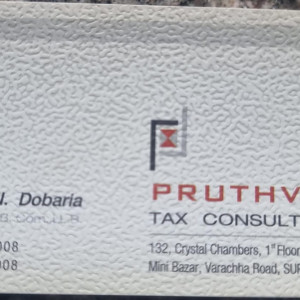 I. Dobaria
008
008
PRUTHV
TAX CONSULT
132, Crystal Chambers, 1st Floor
Mini Bazar, Varachha Road, SUR